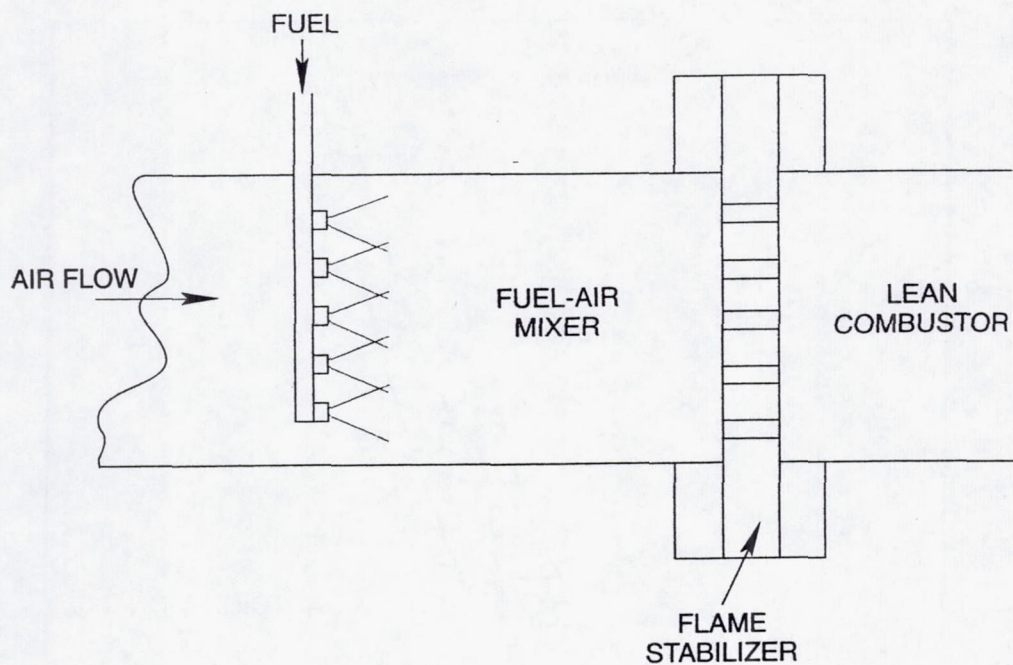 FUEL
AIR FLOW
FUEL-AIR
MIXER
LEAN
COMBUSTOR
FLAME
STABILIZER